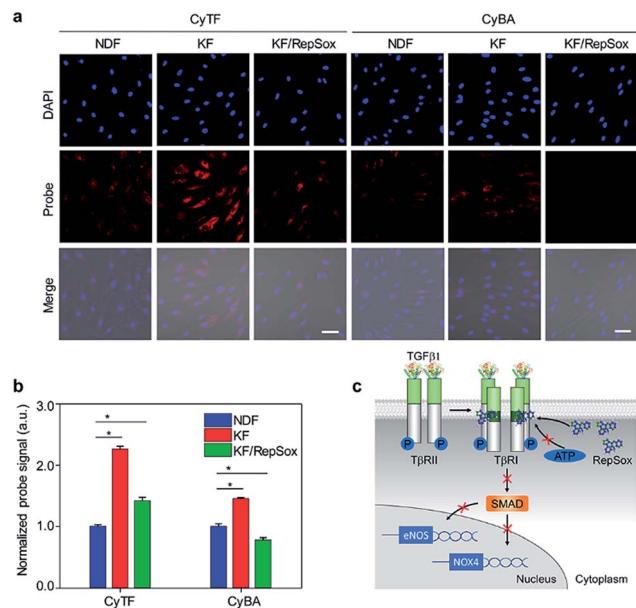 a
CyTF CyBA
NDF KF KF/RepSox NDF KF KF/RepSox
DAPI
Probe
Merge
b
Normalized probe signal (a.u.)
3.0
2.0
1.0
0.0
* * * *
NDF
KF
KF/RepSox
CyTF CyBA
c
TGFβI
P P P P
TβRII TβRI ATP RepSox
SMAD
eNOS
NOX4
Nucleus Cytoplasm